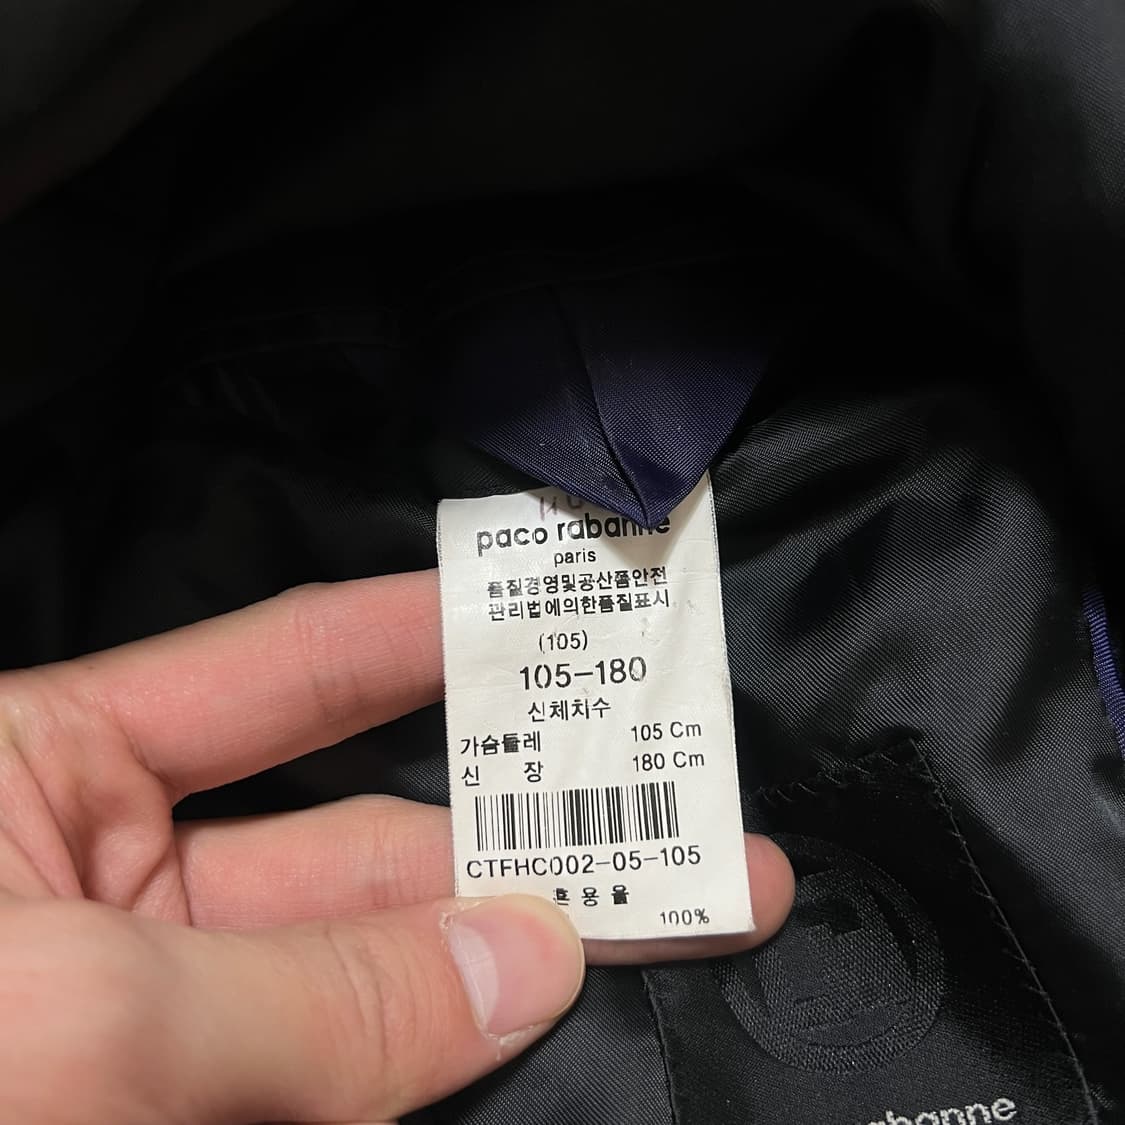 paco rabanne
paris
품질경영및공산품안전
관리법에의한품질표시
(105)
105-180
신체치수
가슴둘레 105 Cm
신 장 180 Cm
CTFHC002-05-105
혼 용 율
100%